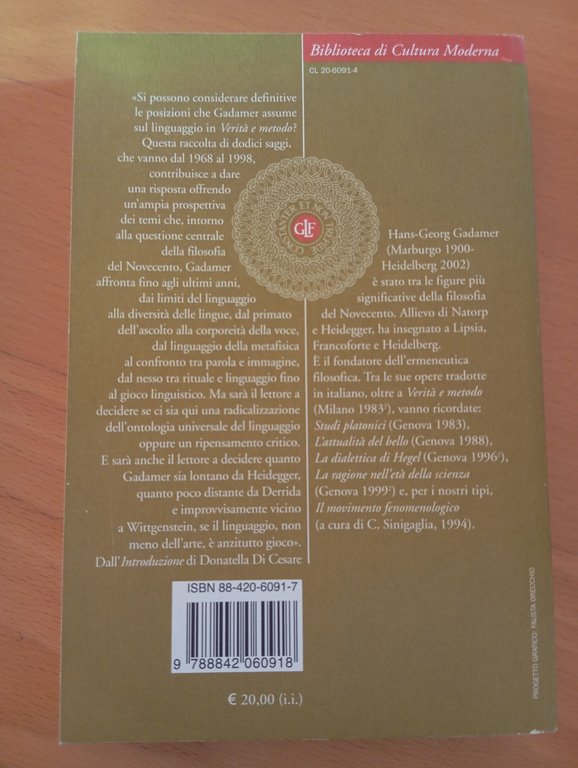 Biblioteca di Cultura Moderna
CL 20-6091-4
«Si possono considerare definitive
le posizioni che Gadamer assume
sul linguaggio in Verità e metodo?
Questa raccolta di dodici saggi,
che vanno dal 1968 al 1998,
contribuisce a dare
una risposta offrendo
un'ampia prospettiva
dei temi che, intorno
alla questione centrale
della filosofia
del Novecento, Gadamer
affronta fino agli ultimi anni,
dai limiti del linguaggio
alla diversità delle lingue, dal primato
dell'ascolto alla corporeità della voce,
dal linguaggio della metafisica
al confronto tra parola e immagine,
dal nesso tra rituale e linguaggio fino
al gioco linguistico. Ma sarà il lettore a
decidere se ci sia qui una radicalizzazione
dell'ontologia universale del linguaggio
oppure un ripensamento critico.
E sarà anche il lettore a decidere quanto
Gadamer sia lontano da Heidegger,
quanto poco distante da Derrida
e improvvisamente vicino
a Wittgenstein, se il linguaggio, non
meno dell'arte, è anzitutto gioco».
Dall'Introduzione di Donatella Di Cesare
GLF
Hans-Georg Gadamer
(Marburgo 1900-
Heidelberg 2002)
è stato tra le figure più
significative della filosofia
del Novecento. Allievo di Natorp
e Heidegger, ha insegnato a Lipsia,
Francoforte e Heidelberg.
È il fondatore dell'ermeneutica
filosofica. Tra le sue opere tradotte
in italiano, oltre a Verità e metodo
(Milano 1983²), vanno ricordate:
Studi platonici (Genova 1983),
L'attualità del bello (Genova 1988),
La dialettica di Hegel (Genova 1996²),
La ragione nell'età della scienza
(Genova 1999²) e, per i nostri tipi,
Il movimento fenomenologico
(a cura di C. Sinigaglia, 1994).
ISBN 88-420-6091-7
9 788842 060918
€ 20,00 (i.i.)
PROGETTO GRAFICO: FAUSTA ORECCHIO